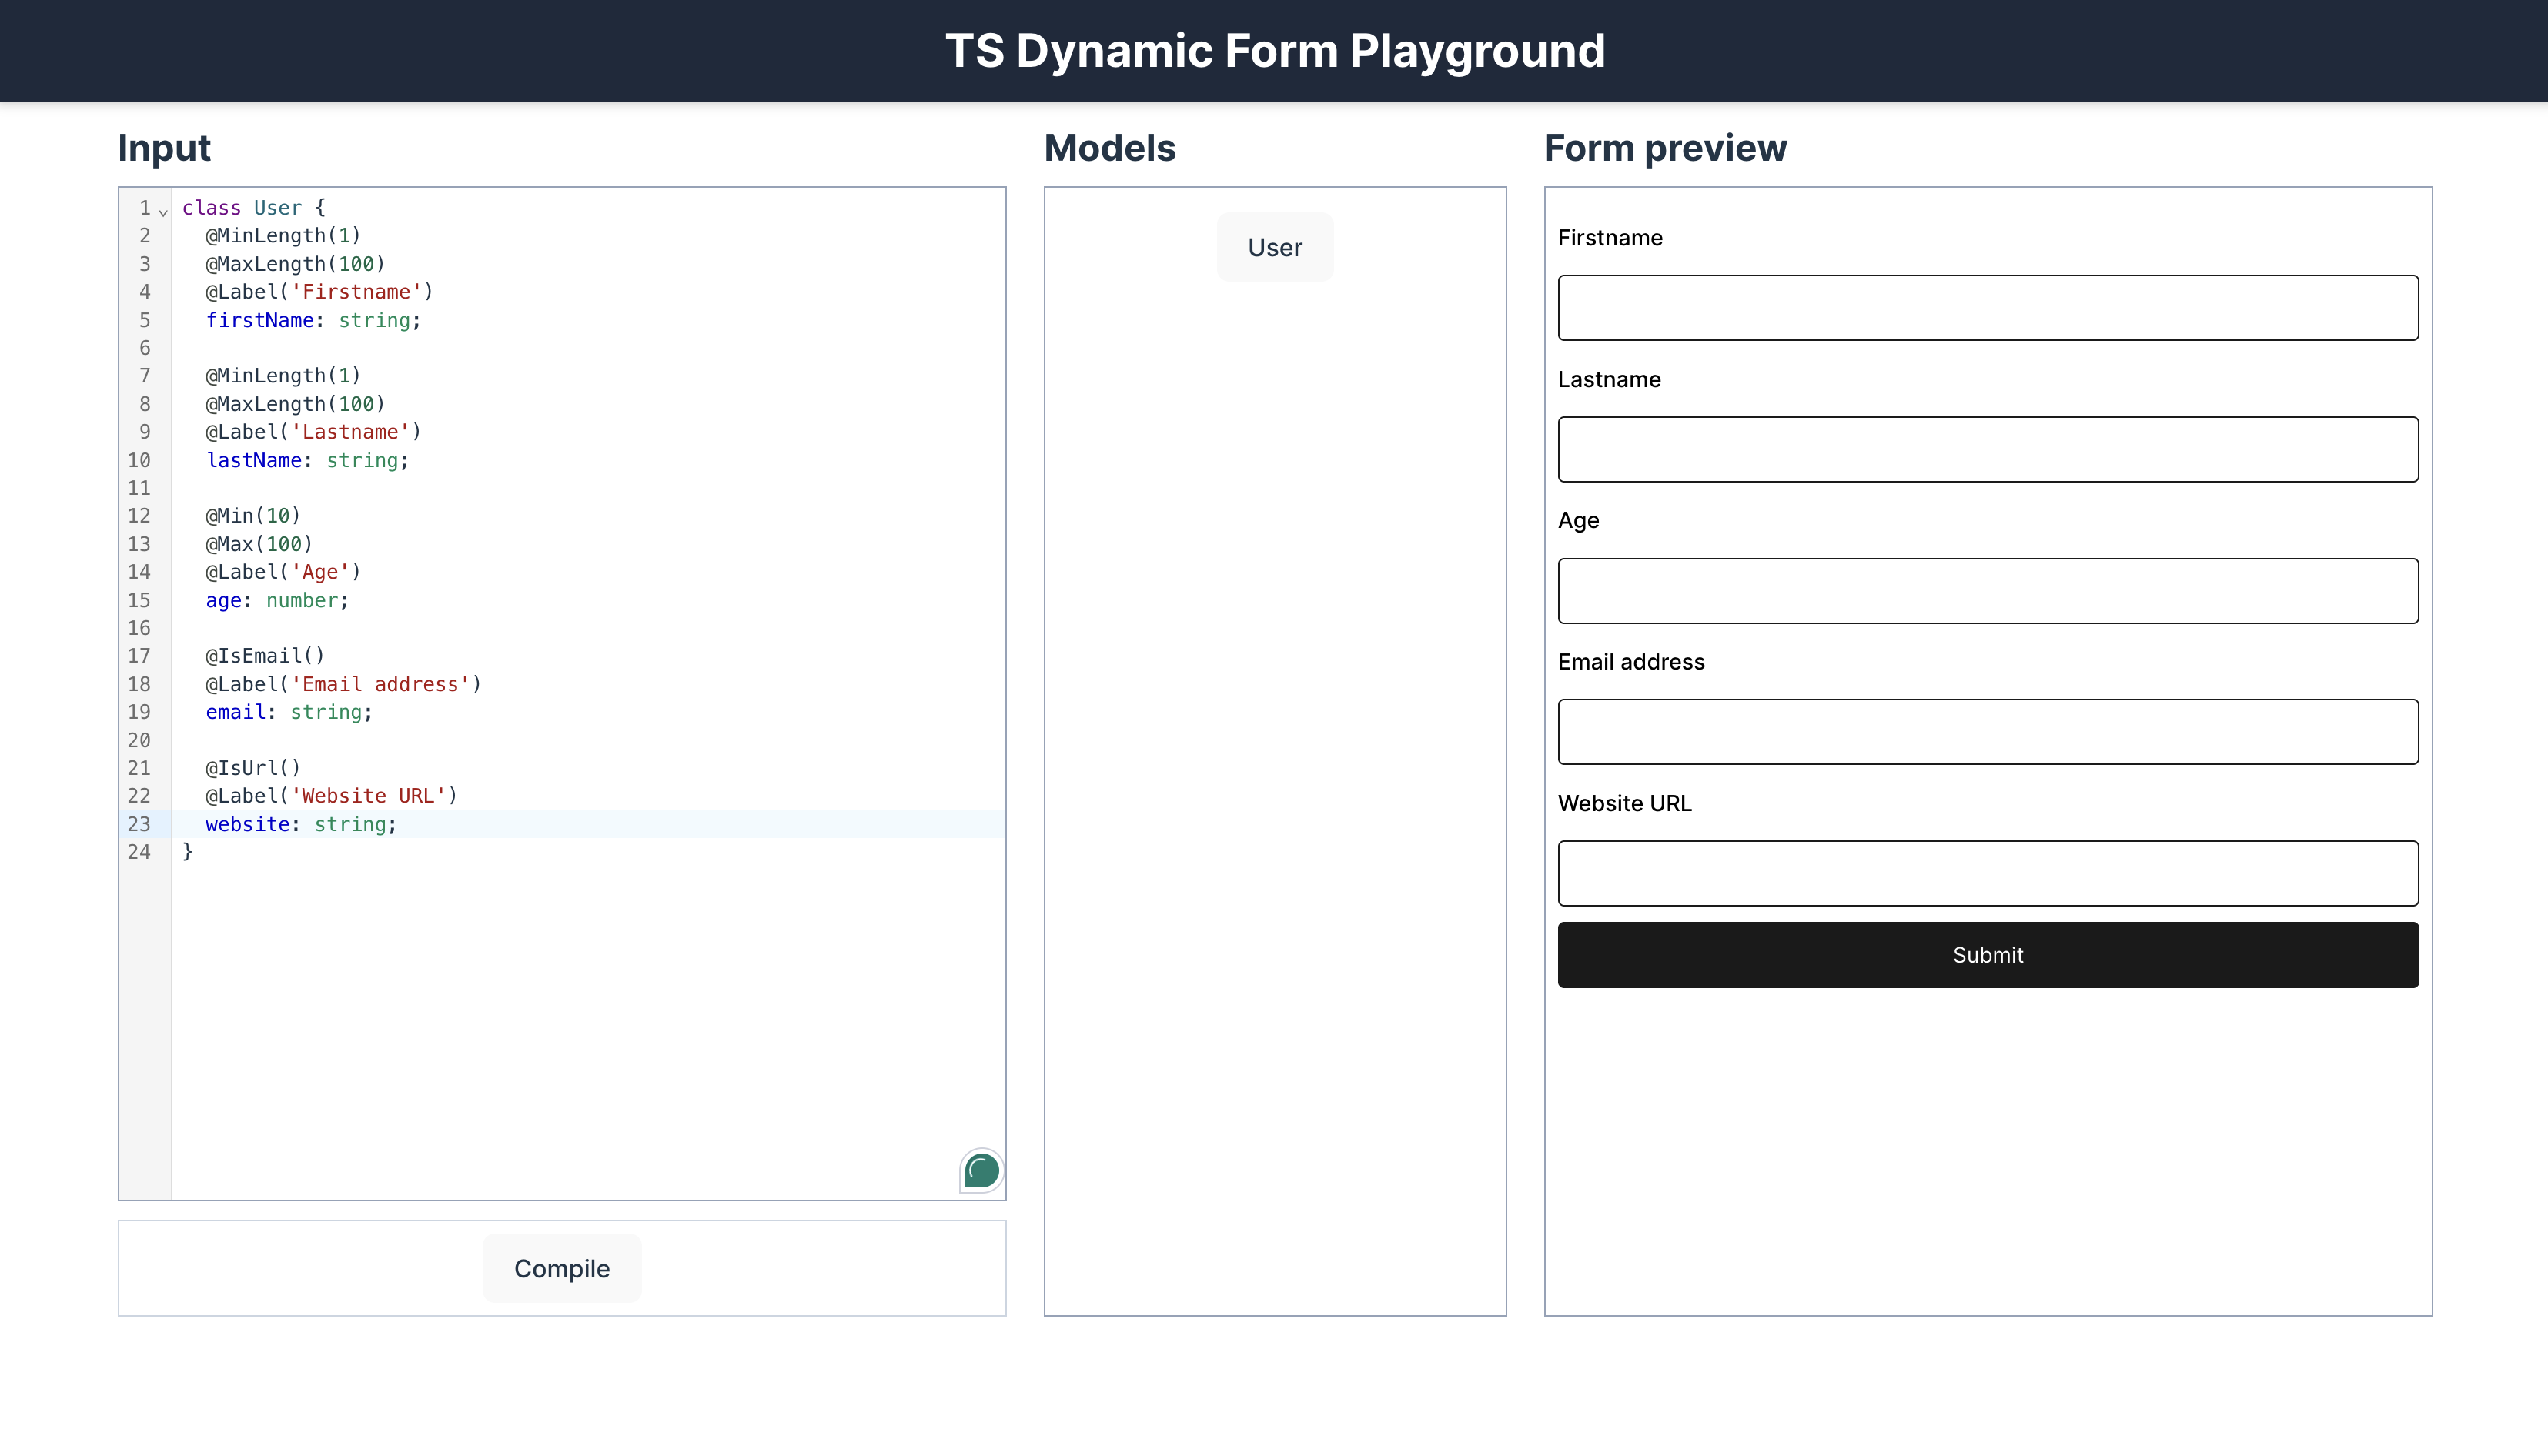 TS Dynamic Form Playground
Input
1 class User {
2 @MinLength(1)
3 @MaxLength(100)
4 @Label('Firstname')
5 firstName: string;
6
7 @MinLength(1)
8 @MaxLength(100)
9 @Label('Lastname')
10 lastName: string;
11
12 @Min(10)
13 @Max(100)
14 @Label('Age')
15 age: number;
16
17 @IsEmail()
18 @Label('Email address')
19 email: string;
20
21 @IsUrl()
22 @Label('Website URL')
23 website: string;
24 }
Compile
Models
User
Form preview
Firstname
Lastname
Age
Email address
Website URL
Submit